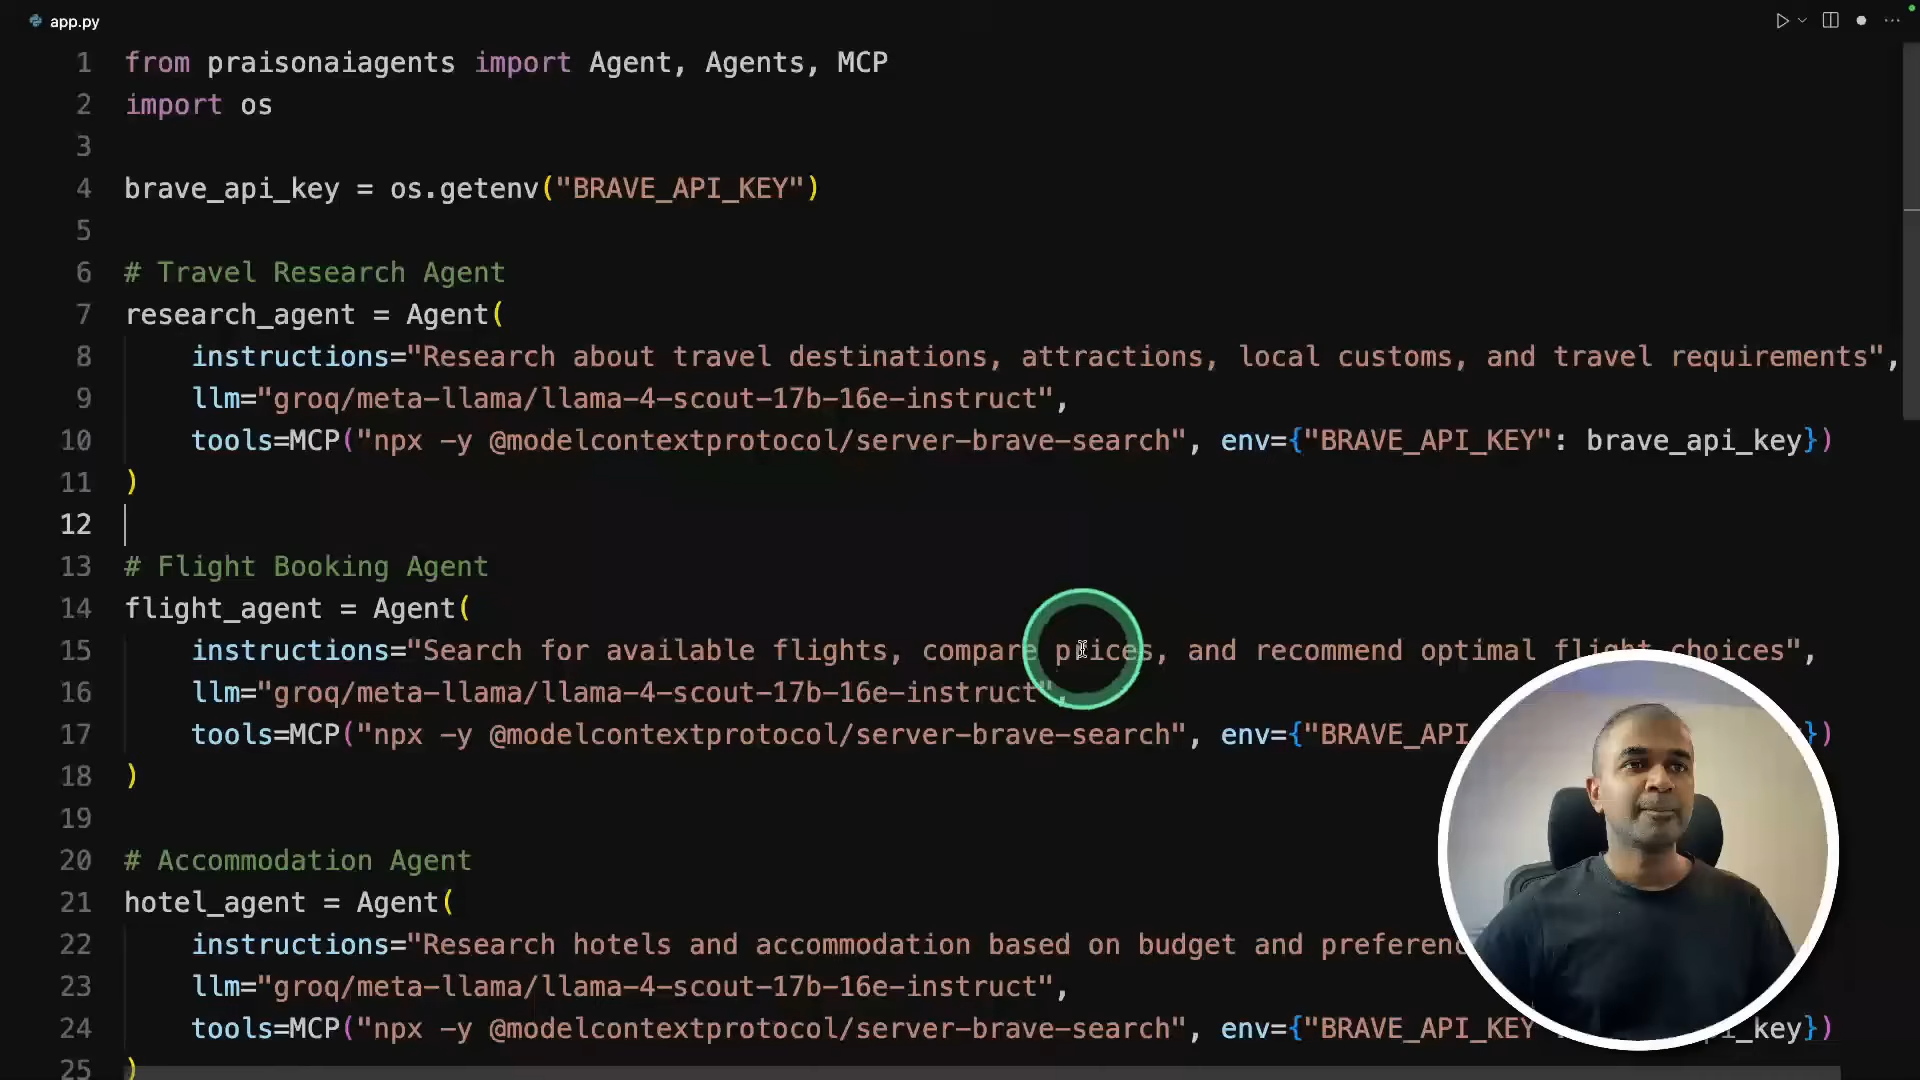 app.py
1 from praisonaiagents import Agent, Agents, MCP
2 import os
3
4 brave_api_key = os.getenv("BRAVE_API_KEY")
5
6 # Travel Research Agent
7 research_agent = Agent(
8 instructions="Research about travel destinations, attractions, local customs, and travel requirements",
9 llm="groq/meta-llama/llama-4-scout-17b-16e-instruct",
10 tools=MCP("npx -y @modelcontextprotocol/server-brave-search", env={"BRAVE_API_KEY": brave_api_key})
11 )
12
13 # Flight Booking Agent
14 flight_agent = Agent(
15 instructions="Search for available flights, compare prices, and recommend optimal flight choices",
16 llm="groq/meta-llama/llama-4-scout-17b-16e-instruct",
17 tools=MCP("npx -y @modelcontextprotocol/server-brave-search", env={"BRAVE_API })
18 )
19
20 # Accommodation Agent
21 hotel_agent = Agent(
22 instructions="Research hotels and accommodation based on budget and
23 llm="groq/meta-llama/llama-4-scout-17b-16e-instruct",
24 tools=MCP("npx -y @modelcontextprotocol/server-brave-search", env={"BRAVE_API_KEY _key})
25 )